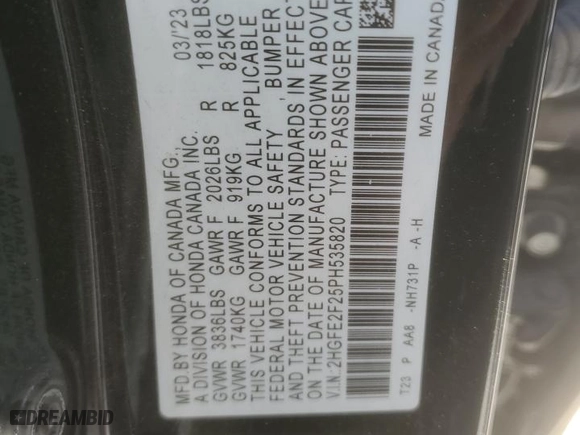 MFD BY HONDA OF CANADA MFG., 03/'23
A DIVISION OF HONDA CANADA INC.
GVWR 3836LBS GAWR F 2026LBS R 1818LBS
GVWR 1740KG GAWR F 919KG R 825KG
THIS VEHICLE CONFORMS TO ALL APPLICABLE
FEDERAL MOTOR VEHICLE SAFETY , BUMPER
AND THEFT PREVENTION STANDARDS IN EFFECT
ON THE DATE OF MANUFACTURE SHOWN ABOVE
V.I.N. 2HGFE2F25PH535820 TYPE: PASSENGER CAR
T23 P AA8 -NH731P -A -H
MADE IN CANADA
DREAMBID